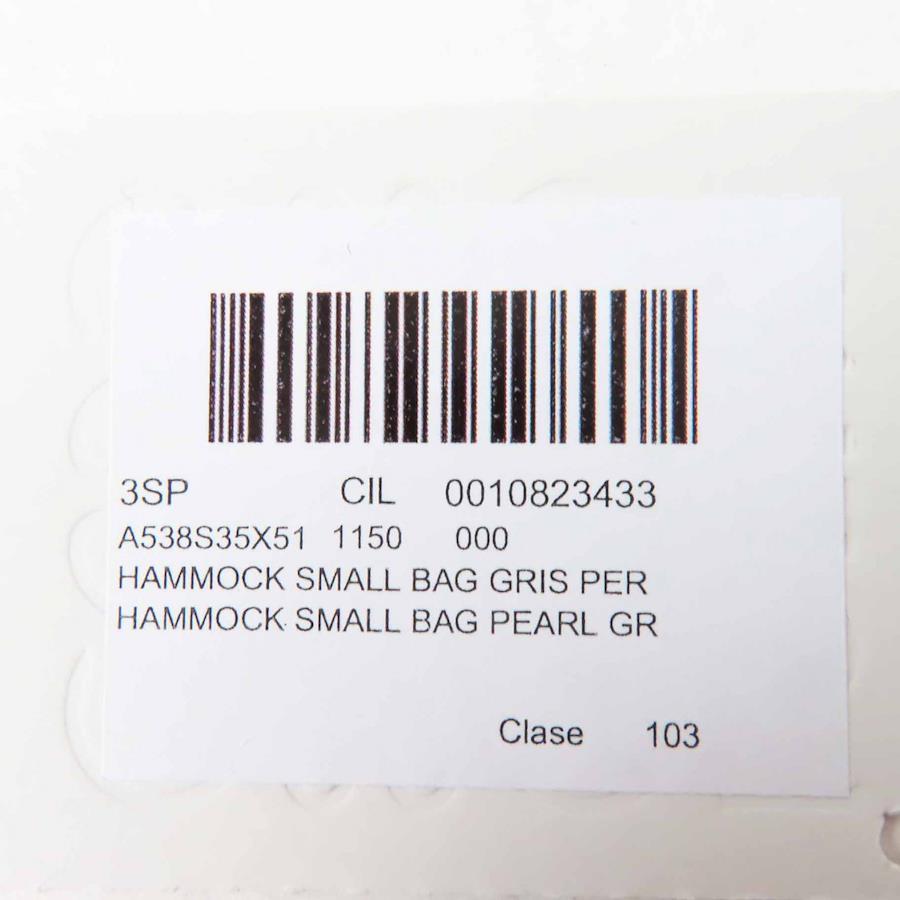 3SP CIL 0010823433
A538S35X51 1150 000
HAMMOCK SMALL BAG GRIS PER
HAMMOCK SMALL BAG PEARL GR
Clase 103